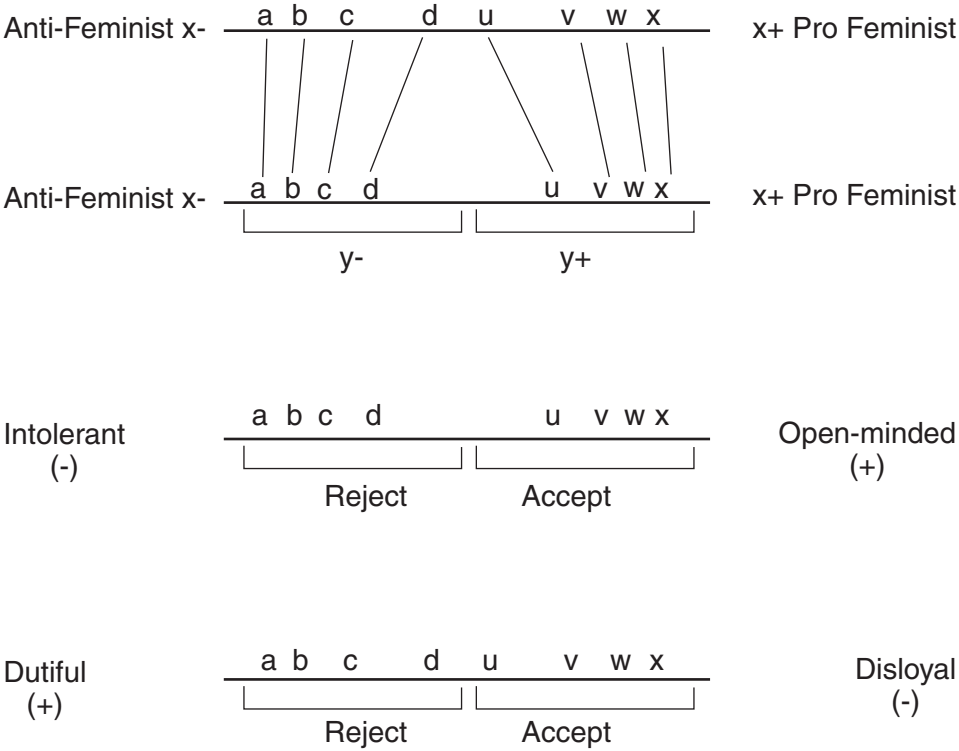 a b c d u v w x
Anti-Feminist x- x+ Pro Feminist
a b c d u v w x
Anti-Feminist x- x+ Pro Feminist
y- y+
a b c d u v w x
Intolerant Open-minded
(-) (+)
Reject Accept
a b c d u v w x
Dutiful Disloyal
(+) (-)
Reject Accept